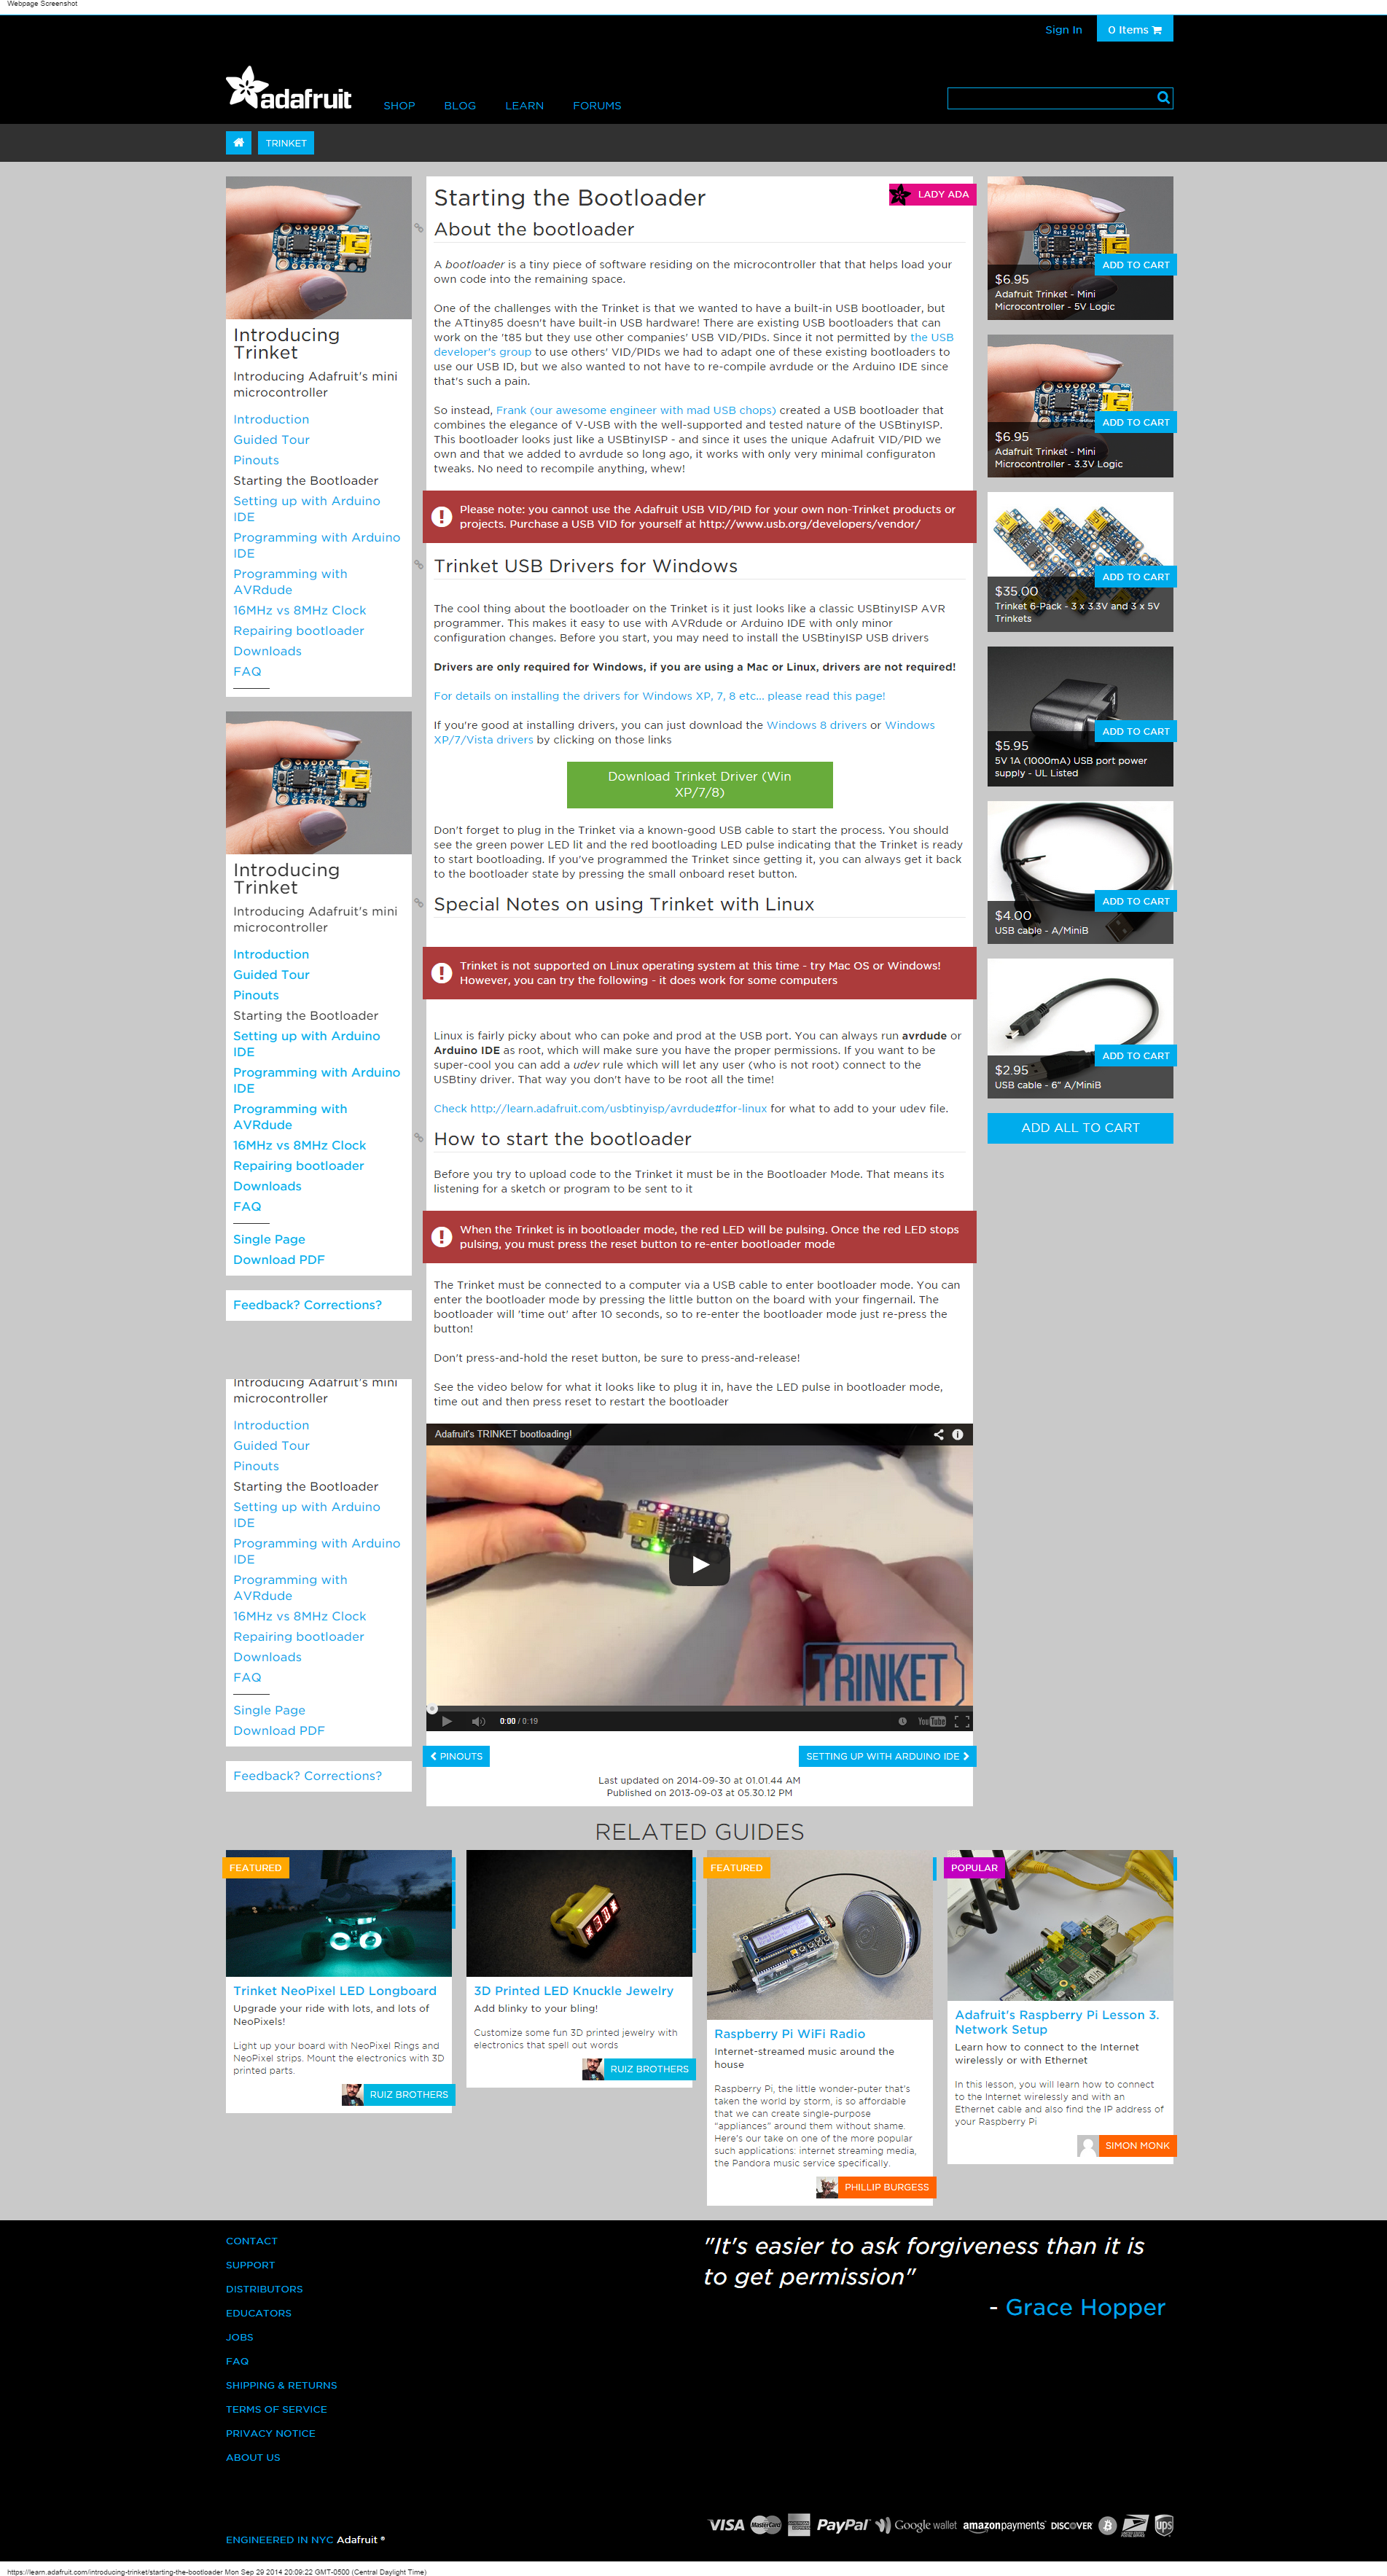 Webpage Screenshot
Sign In
0 Items
adafruit
SHOP
BLOG
LEARN
FORUMS
TRINKET
Introducing
Trinket
Introducing Adafruit's mini
microcontroller
Introduction
Guided Tour
Pinouts
Starting the Bootloader
Setting up with Arduino
IDE
Programming with Arduino
IDE
Programming with
AVRdude
16MHz vs 8MHz Clock
Repairing bootloader
Downloads
FAQ
Introducing
Trinket
Introducing Adafruit's mini
microcontroller
Introduction
Guided Tour
Pinouts
Starting the Bootloader
Setting up with Arduino
IDE
Programming with Arduino
IDE
Programming with
AVRdude
16MHz vs 8MHz Clock
Repairing bootloader
Downloads
FAQ
Single Page
Download PDF
Feedback? Corrections?
Introducing Adafruit's mini
microcontroller
Introduction
Guided Tour
Pinouts
Starting the Bootloader
Setting up with Arduino
IDE
Programming with Arduino
IDE
Programming with
AVRdude
16MHz vs 8MHz Clock
Repairing bootloader
Downloads
FAQ
Single Page
Download PDF
Feedback? Corrections?
Starting the Bootloader
LADY ADA
About the bootloader
A bootloader is a tiny piece of software residing on the microcontroller that that helps load your
own code into the remaining space.
One of the challenges with the Trinket is that we wanted to have a built-in USB bootloader, but
the ATtiny85 doesn't have built-in USB hardware! There are existing USB bootloaders that can
work on the 't85 but they use other companies' USB VID/PIDs. Since it not permitted by the USB
developer's group to use others' VID/PIDs we had to adapt one of these existing bootloaders to
use our USB ID, but we also wanted to not have to re-compile avrdude or the Arduino IDE since
that's such a pain.
So instead, Frank (our awesome engineer with mad USB chops) created a USB bootloader that
combines the elegance of V-USB with the well-supported and tested nature of the USBtinyISP.
This bootloader looks just like a USBtinyISP - and since it uses the unique Adafruit VID/PID we
own and that we added to avrdude so long ago, it works with only very minimal configuraton
tweaks. No need to recompile anything, whew!
Please note: you cannot use the Adafruit USB VID/PID for your own non-Trinket products or
projects. Purchase a USB VID for yourself at http://www.usb.org/developers/vendor/
Trinket USB Drivers for Windows
The cool thing about the bootloader on the Trinket is it just looks like a classic USBtinyISP AVR
programmer. This makes it easy to use with AVRdude or Arduino IDE with only minor
configuration changes. Before you start, you may need to install the USBtinyISP USB drivers
Drivers are only required for Windows, if you are using a Mac or Linux, drivers are not required!
For details on installing the drivers for Windows XP, 7, 8 etc... please read this page!
If you're good at installing drivers, you can just download the Windows 8 drivers or Windows
XP/7/Vista drivers by clicking on those links
Download Trinket Driver (Win
XP/7/8)
Don't forget to plug in the Trinket via a known-good USB cable to start the process. You should
see the green power LED lit and the red bootloading LED pulse indicating that the Trinket is ready
to start bootloading. If you've programmed the Trinket since getting it, you can always get it back
to the bootloader state by pressing the small onboard reset button.
Special Notes on using Trinket with Linux
Trinket is not supported on Linux operating system at this time - try Mac OS or Windows!
However, you can try the following - it does work for some computers
Linux is fairly picky about who can poke and prod at the USB port. You can always run avrdude or
Arduino IDE as root, which will make sure you have the proper permissions. If you want to be
super-cool you can add a udev rule which will let any user (who is not root) connect to the
USBtiny driver. That way you don't have to be root all the time!
Check http://learn.adafruit.com/usbtinyisp/avrdude#for-linux for what to add to your udev file.
How to start the bootloader
Before you try to upload code to the Trinket it must be in the Bootloader Mode. That means its
listening for a sketch or program to be sent to it
When the Trinket is in bootloader mode, the red LED will be pulsing. Once the red LED stops
pulsing, you must press the reset button to re-enter bootloader mode
The Trinket must be connected to a computer via a USB cable to enter bootloader mode. You can
enter the bootloader mode by pressing the little button on the board with your fingernail. The
bootloader will 'time out' after 10 seconds, so to re-enter the bootloader mode just re-press the
button!
Don't press-and-hold the reset button, be sure to press-and-release!
See the video below for what it looks like to plug it in, have the LED pulse in bootloader mode,
time out and then press reset to restart the bootloader
Adafruit's TRINKET bootloading!
TRINKET
0:00 / 0:19
YouTube
PINOUTS
SETTING UP WITH ARDUINO IDE
Last updated on 2014-09-30 at 01.01.44 AM
Published on 2013-09-03 at 05.30.12 PM
ADD TO CART
$6.95
Adafruit Trinket - Mini
Microcontroller - 5V Logic
ADD TO CART
$6.95
Adafruit Trinket - Mini
Microcontroller - 3.3V Logic
ADD TO CART
$35.00
Trinket 6-Pack - 3 x 3.3V and 3 x 5V
Trinkets
ADD TO CART
$5.95
5V 1A (1000mA) USB port power
supply - UL Listed
ADD TO CART
$4.00
USB cable - A/MiniB
ADD TO CART
$2.95
USB cable - 6" A/MiniB
ADD ALL TO CART
RELATED GUIDES
FEATURED
Trinket NeoPixel LED Longboard
Upgrade your ride with lots, and lots of
NeoPixels!
Light up your board with NeoPixel Rings and
NeoPixel strips. Mount the electronics with 3D
printed parts.
RUIZ BROTHERS
3D Printed LED Knuckle Jewelry
Add blinky to your bling!
Customize some fun 3D printed jewelry with
electronics that spell out words
RUIZ BROTHERS
FEATURED
Raspberry Pi WiFi Radio
Internet-streamed music around the
house
Raspberry Pi, the little wonder-puter that's
taken the world by storm, is so affordable
that we can create single-purpose
"appliances" around them without shame.
Here's our take on one of the more popular
such applications: internet streaming media,
the Pandora music service specifically.
PHILLIP BURGESS
POPULAR
Adafruit's Raspberry Pi Lesson 3.
Network Setup
Learn how to connect to the Internet
wirelessly or with Ethernet
In this lesson, you will learn how to connect
to the Internet wirelessly and with an
Ethernet cable and also find the IP address of
your Raspberry Pi
SIMON MONK
CONTACT
SUPPORT
DISTRIBUTORS
EDUCATORS
JOBS
FAQ
SHIPPING & RETURNS
TERMS OF SERVICE
PRIVACY NOTICE
ABOUT US
"It's easier to ask forgiveness than it is
to get permission"
- Grace Hopper
ENGINEERED IN NYC Adafruit ®
VISA MasterCard PayPal Google wallet amazonpayments DISCOVER ups
https://learn.adafruit.com/introducing-trinket/starting-the-bootloader Mon Sep 29 2014 20:09:22 GMT-0500 (Central Daylight Time)